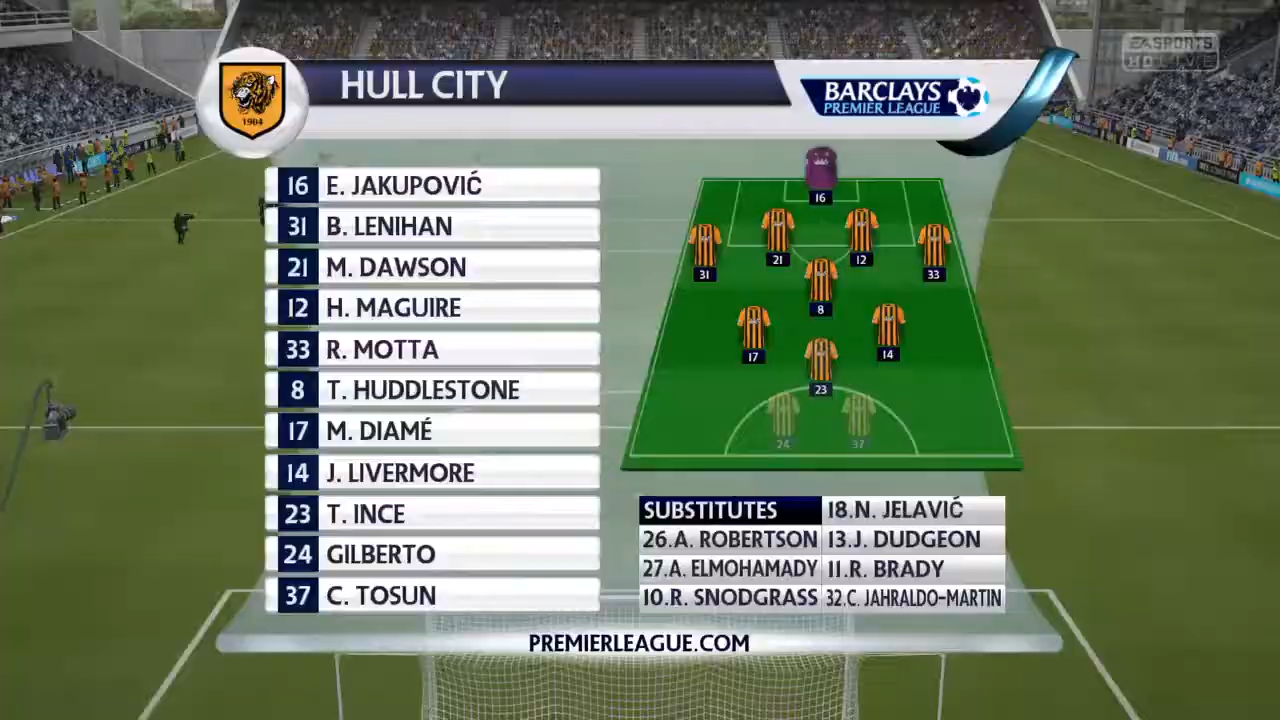 HULL CITY
BARCLAYS
PREMIER LEAGUE
EA SPORTS
HD LIVE
1904
16 E. JAKUPOVIĆ
31 B. LENIHAN
21 M. DAWSON
12 H. MAGUIRE
33 R. MOTTA
8 T. HUDDLESTONE
17 M. DIAMÉ
14 J. LIVERMORE
23 T. INCE
24 GILBERTO
37 C. TOSUN
16
21 12
31 33
8
17 14
23
24 37
SUBSTITUTES 18.N. JELAVIĆ
26.A. ROBERTSON 13.J. DUDGEON
27.A. ELMOHAMADY 11.R. BRADY
10.R. SNODGRASS 32.C. JAHRALDO-MARTIN
PREMIERLEAGUE.COM